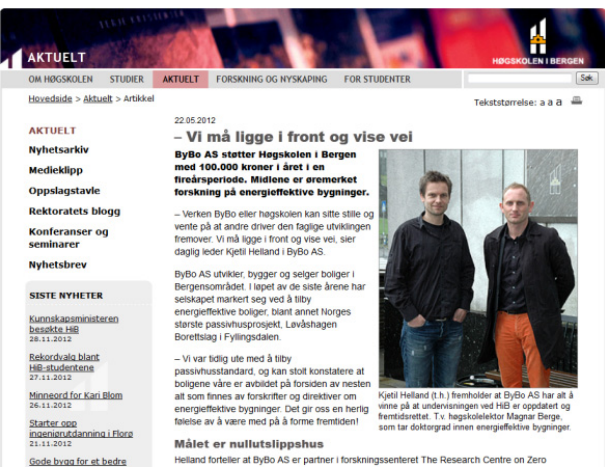 AKTUELT
HØGSKOLEN I BERGEN
OM HØGSKOLEN STUDIER AKTUELT FORSKNING OG NYSKAPING FOR STUDENTER
Søk
Hovedside > Aktuelt > Artikkel
Tekststørrelse: a a a
AKTUELT
Nyhetsarkiv
Medieklipp
Oppslagstavle
Rektoratets blogg
Konferanser og
seminarer
Nyhetsbrev
SISTE NYHETER
Kunnskapsministeren
besøkte HiB
28.11.2012
Rekordvalg blant
HiB-studentene
27.11.2012
Minneord for Kari Blom
26.11.2012
Starter opp
ingeniørutdanning i Florø
21.11.2012
Gode bygg for et bedre
22.05.2012
– Vi må ligge i front og vise vei
ByBo AS støtter Høgskolen i Bergen
med 100.000 kroner i året i en
fireårsperiode. Midlene er øremerket
forskning på energieffektive bygninger.
– Verken ByBo eller høgskolen kan sitte stille og
vente på at andre driver den faglige utviklingen
fremover. Vi må ligge i front og vise vei, sier
daglig leder Kjetil Helland i ByBo AS.
ByBo AS utvikler, bygger og selger boliger i
Bergensområdet. I løpet av de siste årene har
selskapet markert seg ved å tilby
energieffektive boliger, blant annet Norges
største passivhusprosjekt, Løvåshagen
Borettslag i Fyllingsdalen.
– Vi var tidlig ute med å tilby
passivhusstandard, og kan stolt konstatere at
boligene våre er avbildet på forsiden av nesten
alt som finnes av forskrifter og direktiver om
energieffektive bygninger. Det gir oss en herlig
følelse av å være med på å forme fremtiden!
Kjetil Helland (t.h.) fremholder at ByBo AS har alt å
vinne på at undervisningen ved HiB er oppdatert og
fremtidsrettet. T.v. høgskolelektor Magnar Berge,
som tar doktorgrad innen energieffektive bygninger.
Målet er nullutslippshus
Helland forteller at ByBo AS er partner i forskningssenteret The Research Centre on Zero